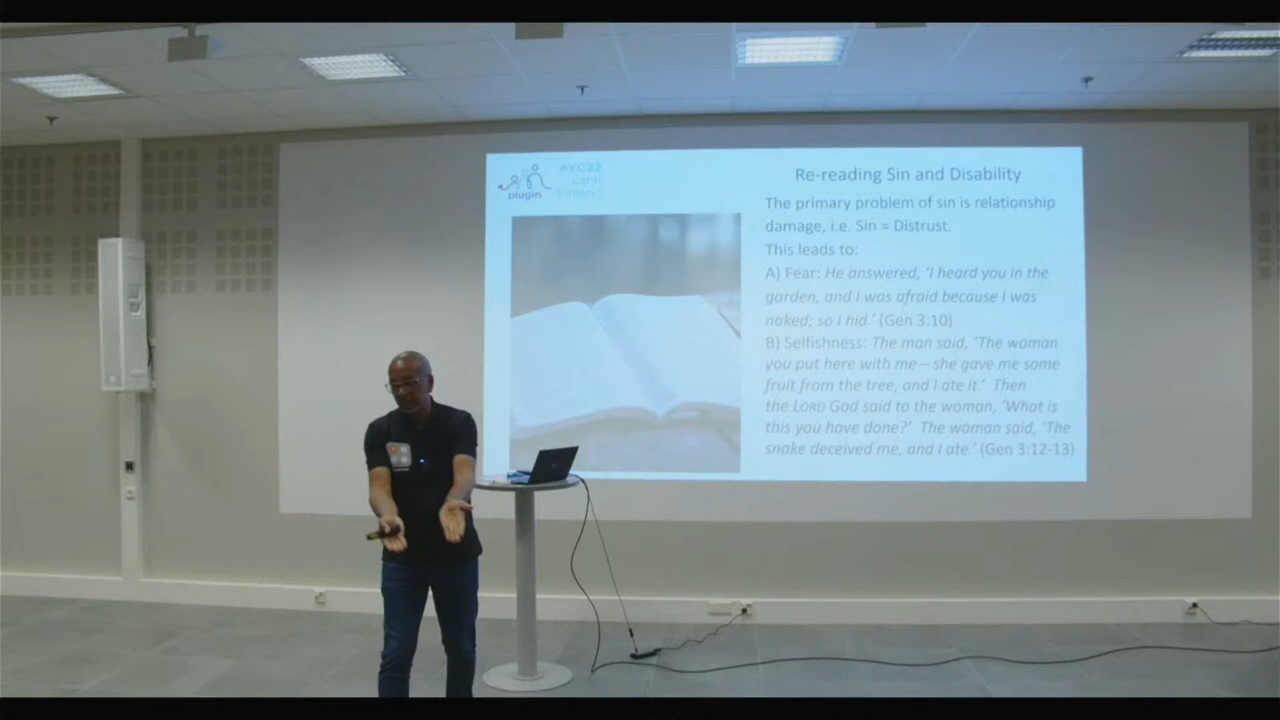 plugin
AYC22
Lahti
Finland
Re-reading Sin and Disability
The primary problem of sin is relationship
damage, i.e. Sin = Distrust.
This leads to:
A) Fear: He answered, ‘I heard you in the
garden, and I was afraid because I was
naked; so I hid.’ (Gen 3:10)
B) Selfishness: The man said, ‘The woman
you put here with me – she gave me some
fruit from the tree, and I ate it.’ Then
the LORD God said to the woman, ‘What is
this you have done?’ The woman said, ‘The
snake deceived me, and I ate.’ (Gen 3:12-13)